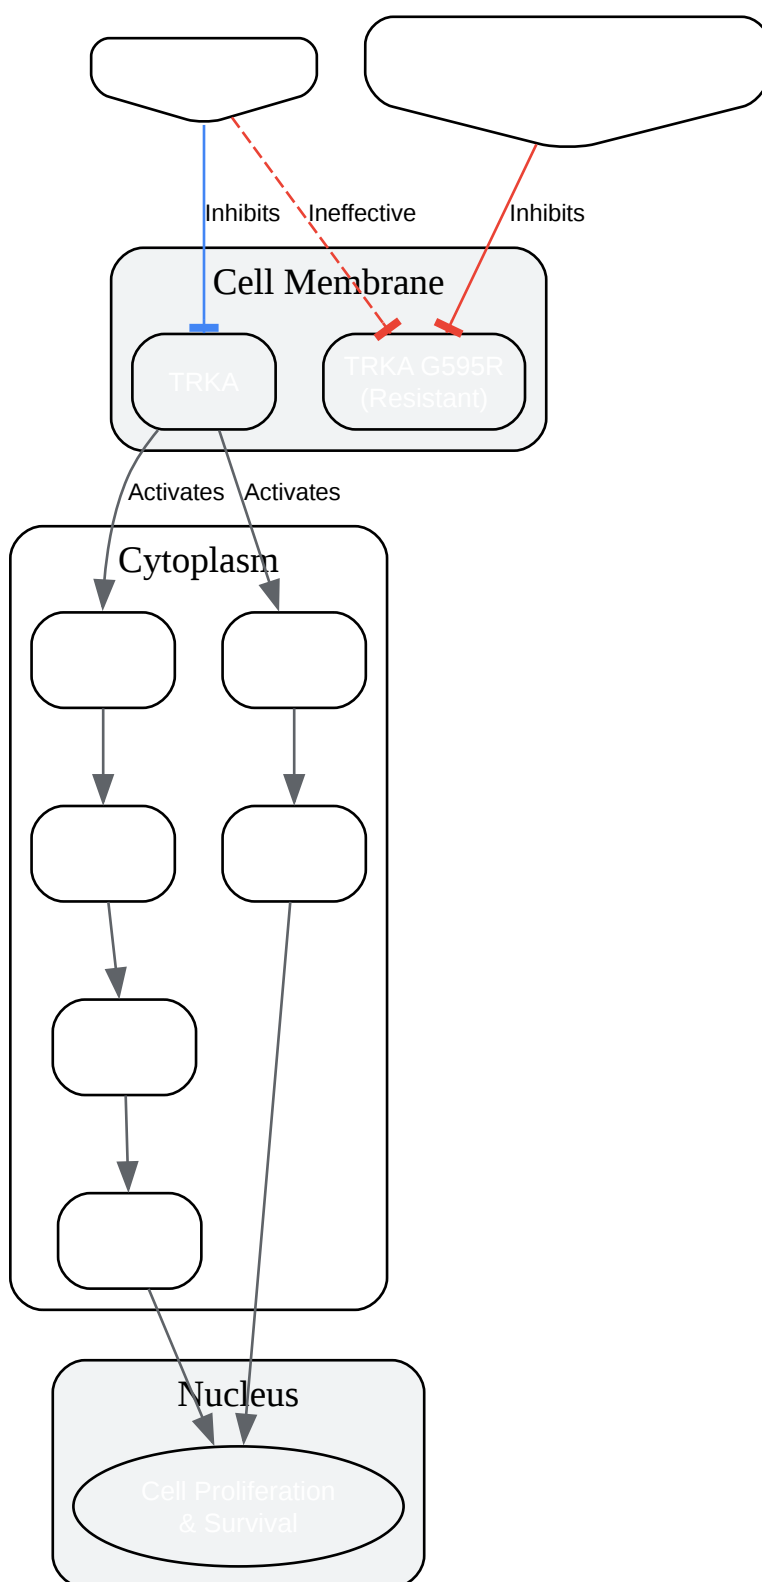 Inhibits
Ineffective
Inhibits
Cell Membrane
TRKA
TRKA G595R
(Resistant)
Activates
Activates
Cytoplasm
Nucleus
Cell Proliferation
& Survival